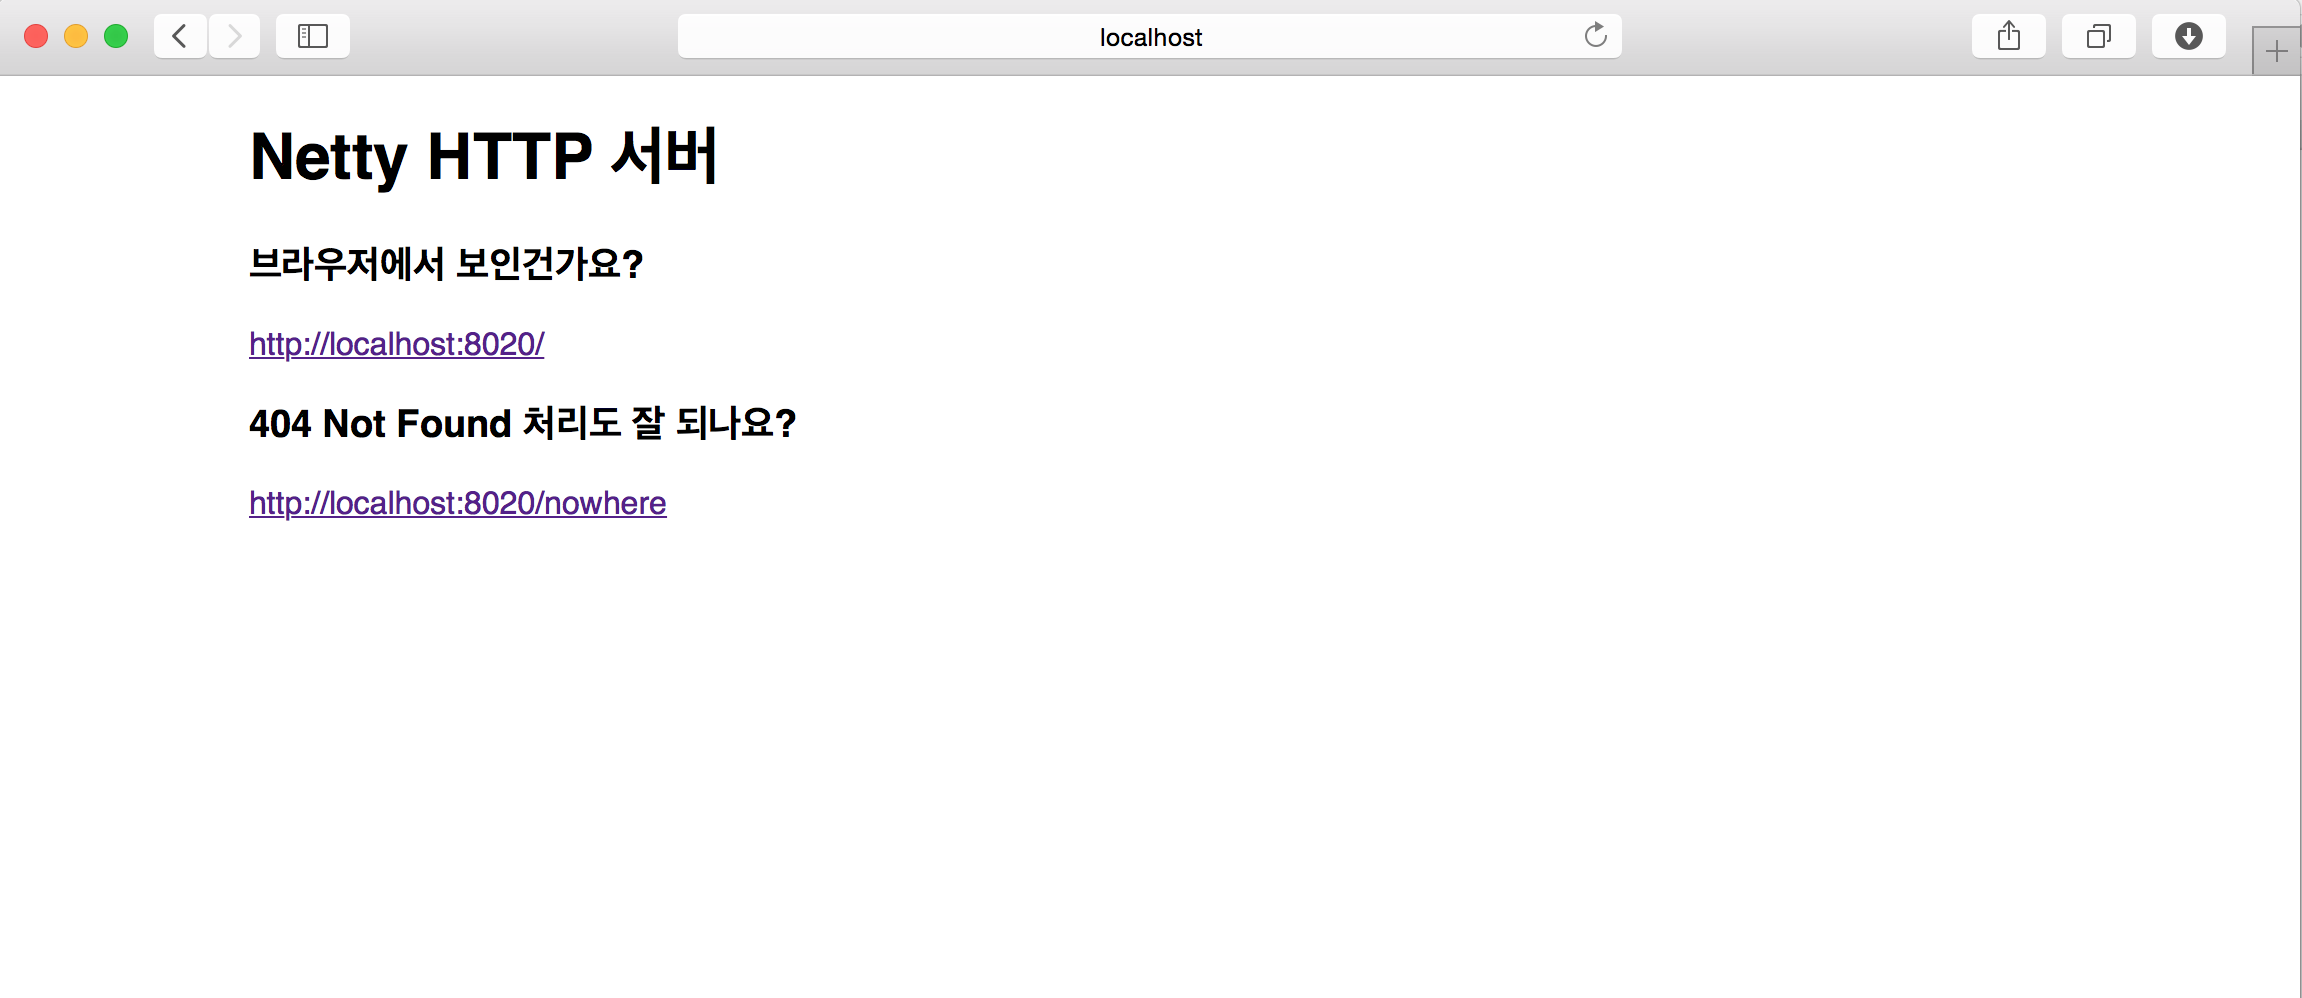 localhost
Netty HTTP 서버
브라우저에서 보인건가요?
http://localhost:8020/
404 Not Found 처리도 잘 되나요?
http://localhost:8020/nowhere